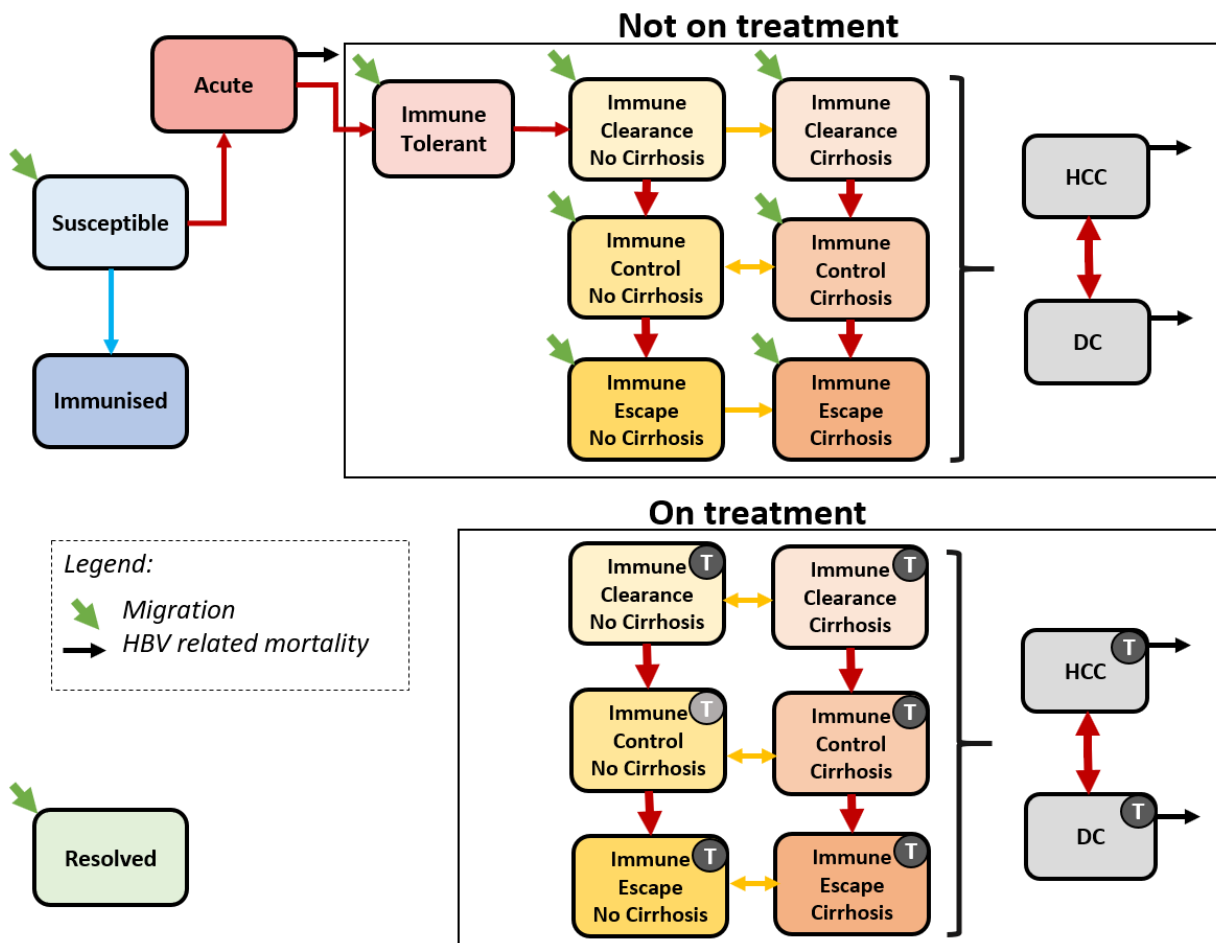 Not on treatment
Acute
Immune
Tolerant
Immune
Clearance
No Cirrhosis
Immune
Clearance
Cirrhosis
HCC
Susceptible
Immune
Control
No Cirrhosis
Immune
Control
Cirrhosis
DC
Immunised
Immune
Escape
No Cirrhosis
Immune
Escape
Cirrhosis
On treatment
Legend:
Migration
HBV related mortality
T
Immune
Clearance
No Cirrhosis
T
Immune
Clearance
Cirrhosis
T
HCC
T
Immune
Control
No Cirrhosis
T
Immune
Control
Cirrhosis
T
DC
Resolved
T
Immune
Escape
No Cirrhosis
T
Immune
Escape
Cirrhosis